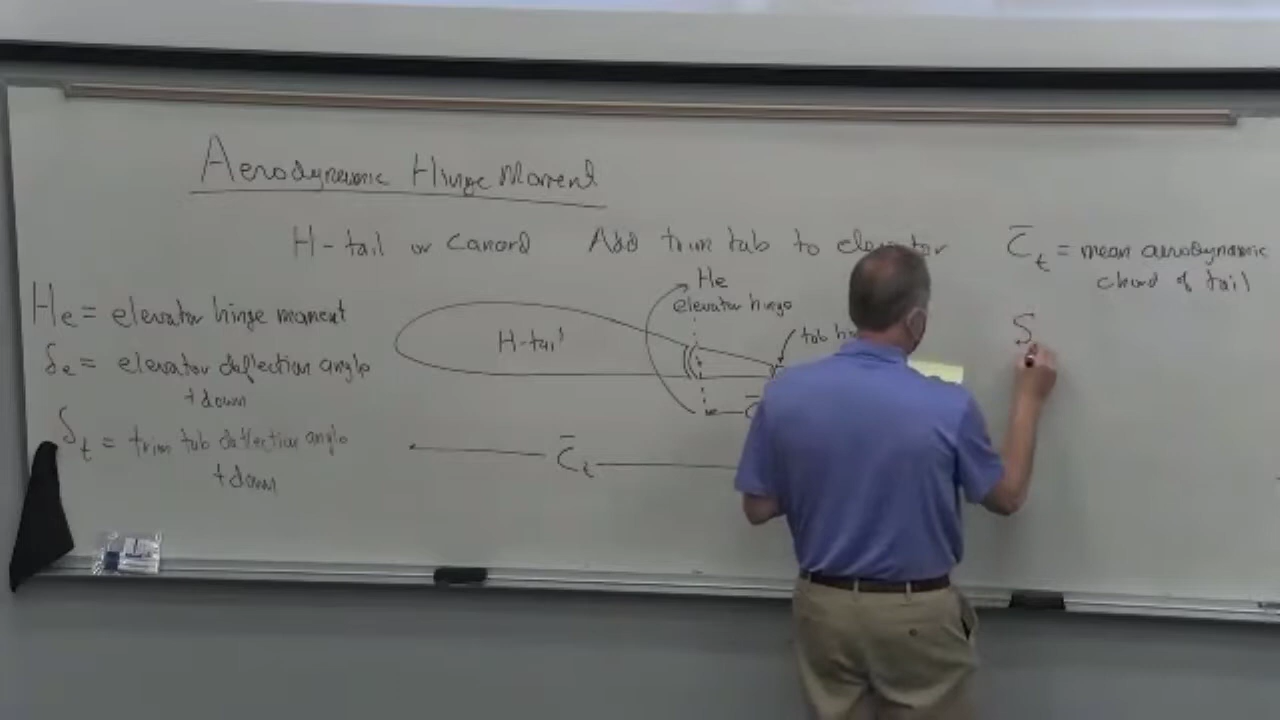 Aerodynamic Hinge Moment
H-tail or Canard Add trim tab to elevator
He = elevator hinge moment
δe = elevator deflection angle
+ down
δt = trim tab deflection angle
+ down
He
elevator hinge
H-tail
tab
c̄t
c̄t = mean aerodynamic
chord of tail
S